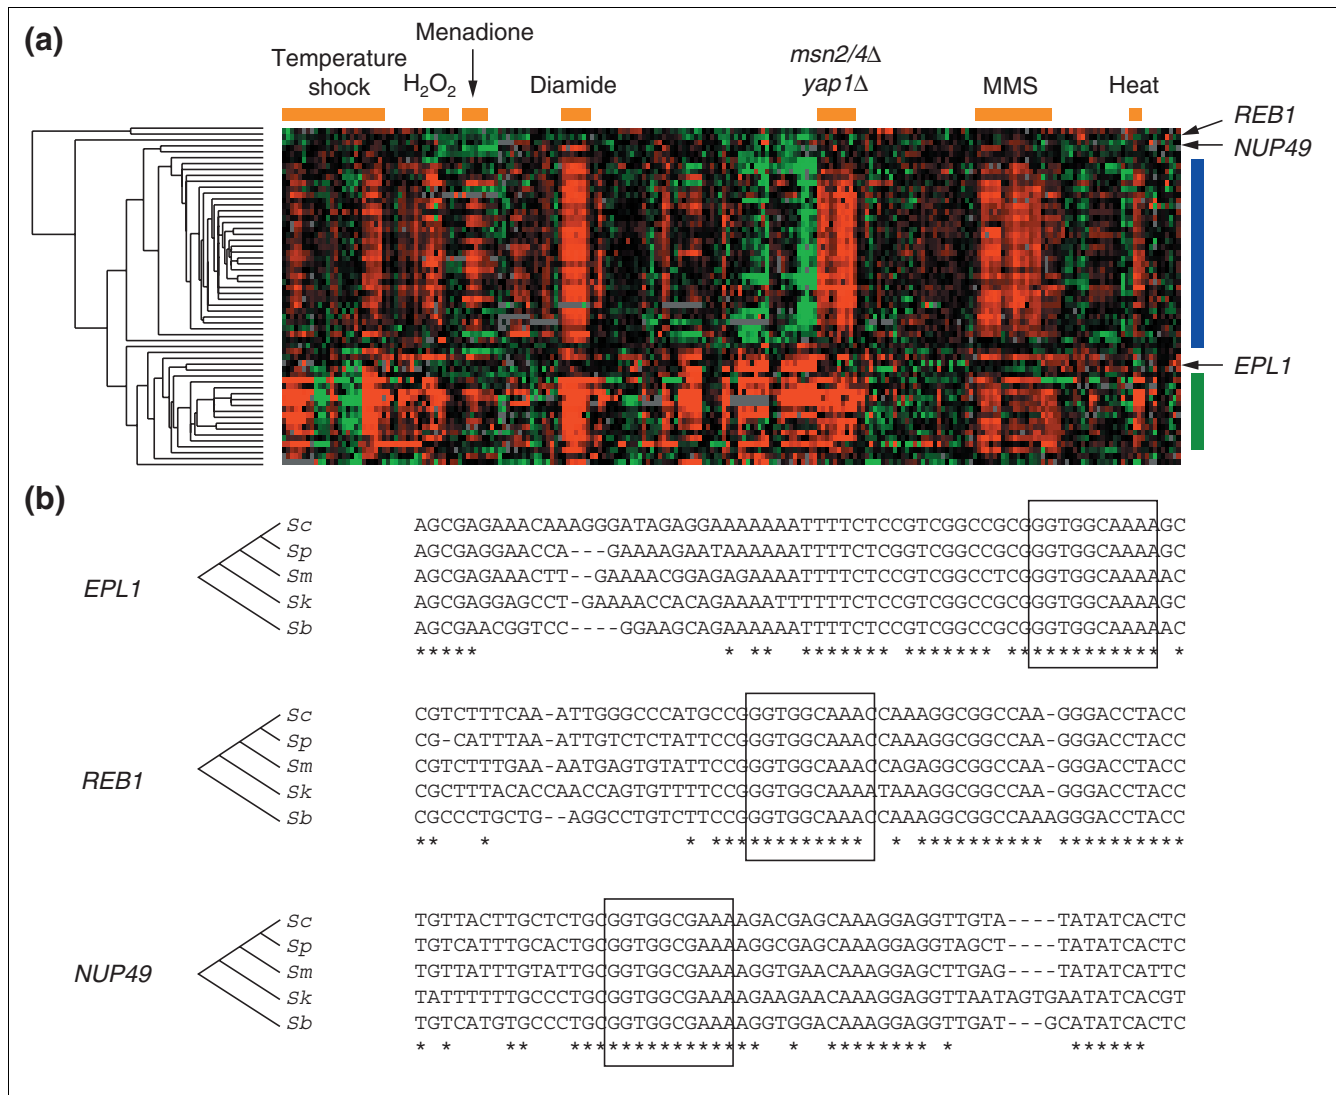 (a)
Menadione
Temperature shock
H2O2
Diamide
msn2/4Δ
yap1Δ
MMS
Heat
REB1
NUP49
EPL1
(b)
EPL1
Sc AGCGAGAAACAAAGGGATAGAGGAAAAAAATTTTCTCCGTCGGCCGCGGGTGGCAAAAGC
Sp AGCGAGGAACCA---GAAAAGAATAAAAAATTTTCTCGGTCGGCCGCGGGTGGCAAAAGC
Sm AGCGAGAAACTT--GAAAACGGAGAGAAAATTTTCTCCGTCGGCCTCGGGTGGCAAAAAC
Sk AGCGAGGAGCCT-GAAAACCACAGAAAATTTTTTCTCCGTCGGCCGCGGGTGGCAAAAGC
Sb AGCGAACGGTCC----GGAAGCAGAAAAAATTTTCTCCGTCGGCCGCGGGTGGCAAAAAC
***** * ** ******* ******* ************ *
REB1
Sc CGTCTTTCAA-ATTGGGCCCATGCCGGGTGGCAAACCAAAGGCGGCCAA-GGGACCTACC
Sp CG-CATTTAA-ATTGTCTCTATTCCGGGTGGCAAACCAAAGGCGGCCAA-GGGACCTACC
Sm CGTCTTTGAA-AATGAGTGTATTCCGGGTGGCAAACCAGAGGCGGCCAA-GGGACCTACC
Sk CGCTTTACACCAACCAGTGTTTTCCGGGTGGCAAAATAAAGGCGGCCAA-GGGACCTACC
Sb CGCCCTGCTG--AGGCCTGTCTTCCGGGTGGCAAACCAAAGGCGGCCAAAGGGACCTACC
** * * ************ * ********** **********
NUP49
Sc TGTTACTTGCTCTGCGGTGGCGAAAAGACGAGCAAAGGAGGTTGTA----TATATCACTC
Sp TGTCATTTGCACTGCGGTGGCGAAAAGGCGAGCAAAGGAGGTAGCT----TATATCACTC
Sm TGTTATTTGTATTGCGGTGGCGAAAAGGTGAACAAAGGAGCTTGAG----TATATCATTC
Sk TATTTTTTGCCCTGCGGTGGCGAAAAGAAGAACAAAGGAGGTTAATAGTGAATATCACGT
Sb TGTCATGTGCCCTGCGGTGGCGAAAAGGTGGACAAAGGAGGTTGAT---GCATATCACTC
* * ** *************** * ******** * ******